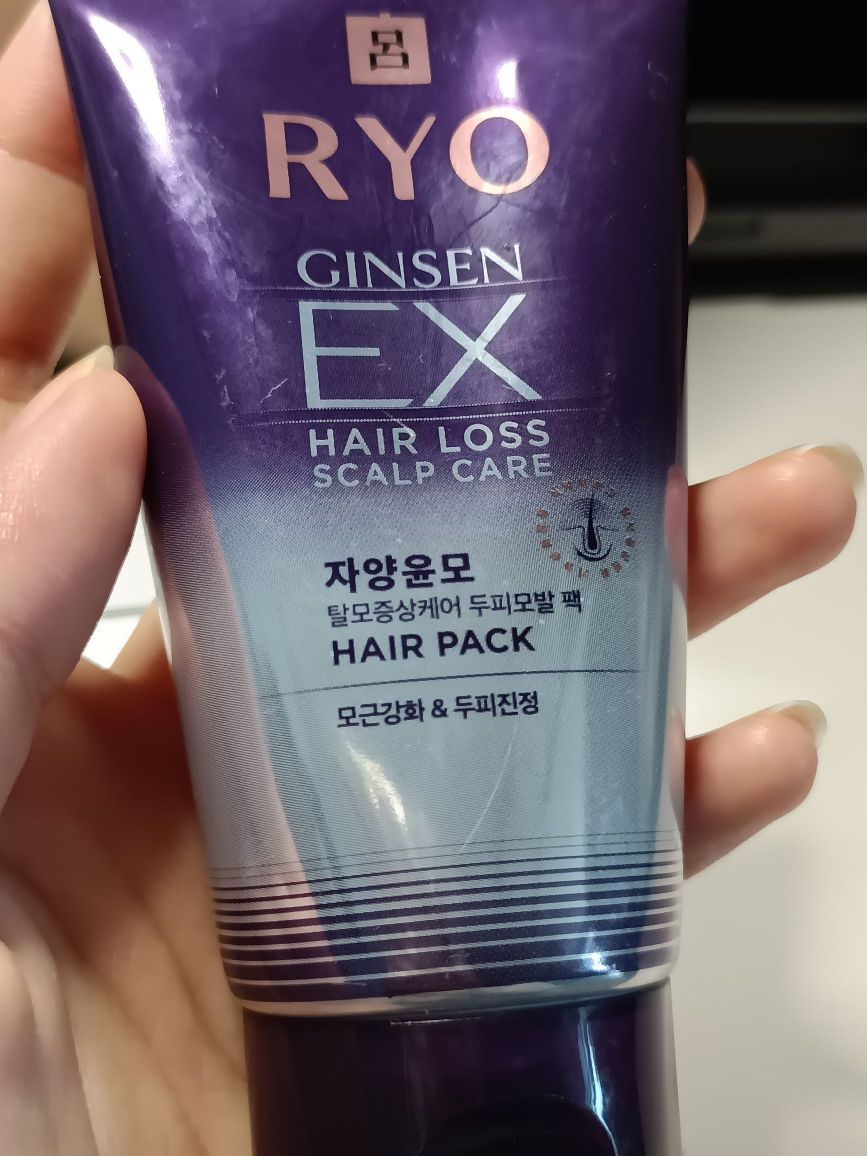 呂
RYO
GINSEN
EX
HAIR LOSS
SCALP CARE
자양윤모
탈모증상케어 두피모발 팩
HAIR PACK
모근강화 & 두피진정